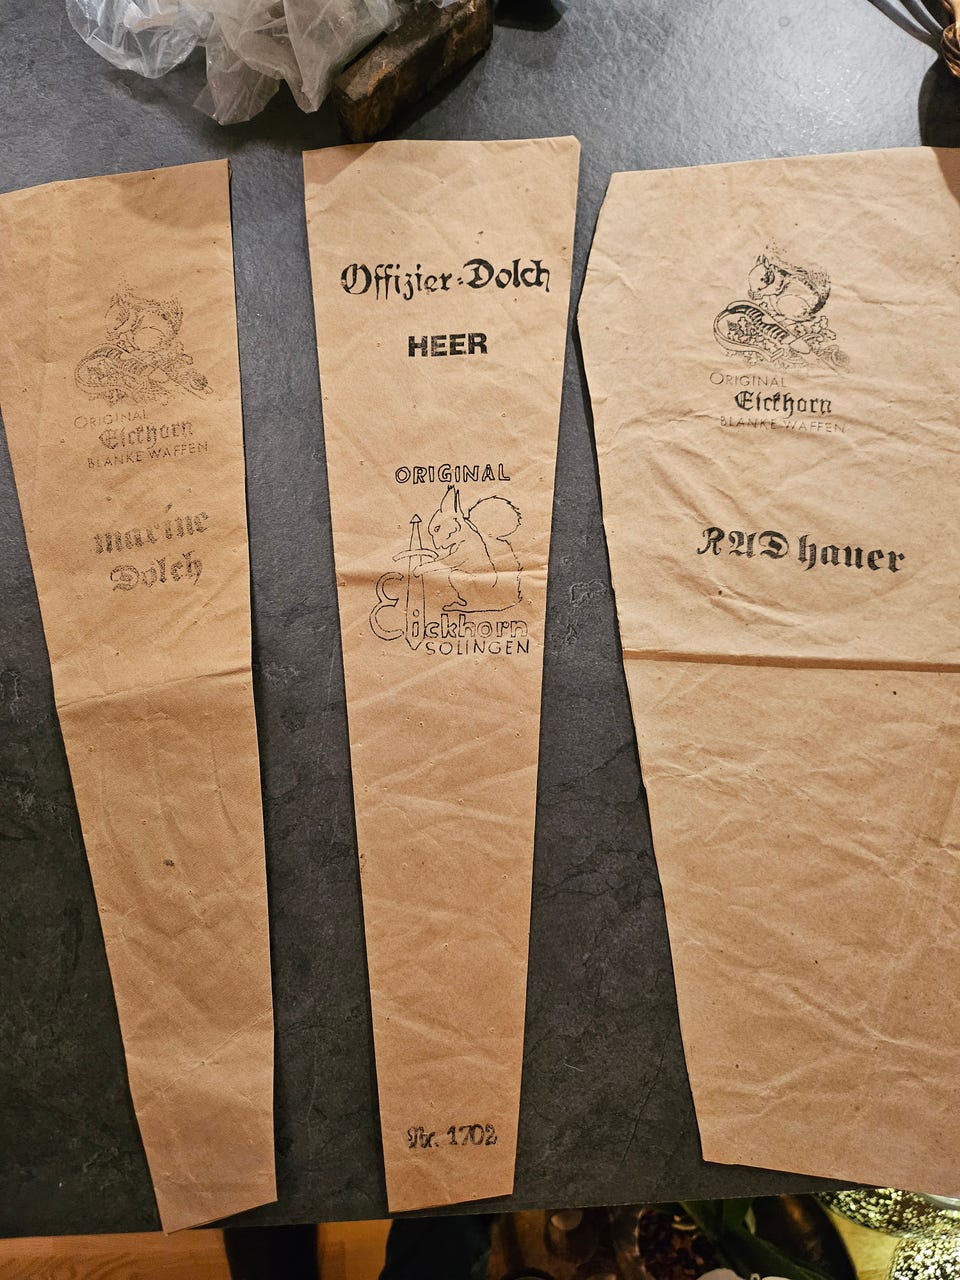 ORIGINAL
Eickhorn
BLANKE WAFFEN
marine
Dolch
Offizier-Dolch
HEER
ORIGINAL
Eickhorn
SOLINGEN
Nr. 1702
ORIGINAL
Eickhorn
BLANKE WAFFEN
RAD hauer